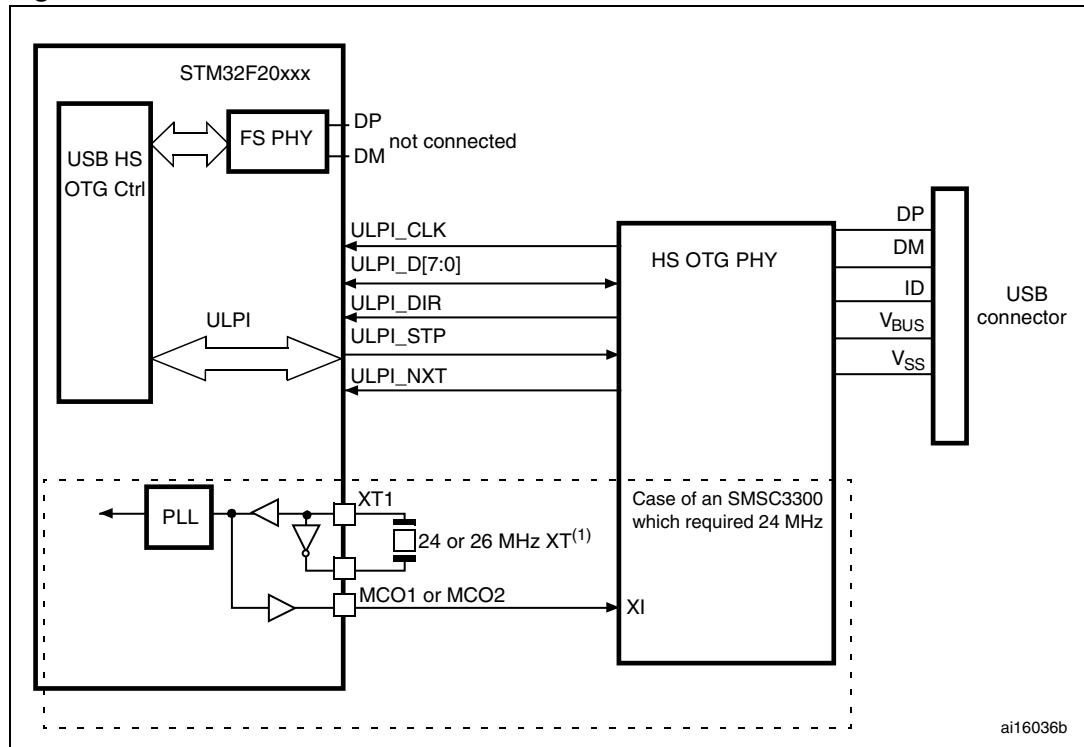 STM32F20xxx
USB HS
OTG Ctrl
FS PHY
DP
DM
not connected
ULPI
ULPI_CLK
ULPI_D[7:0]
ULPI_DIR
ULPI_STP
ULPI_NXT
HS OTG PHY
DP
DM
ID
VBUS
VSS
USB
connector
PLL
XT1
24 or 26 MHz XT(1)
MCO1 or MCO2
Case of an SMSC3300
which required 24 MHz
XI
ai16036b